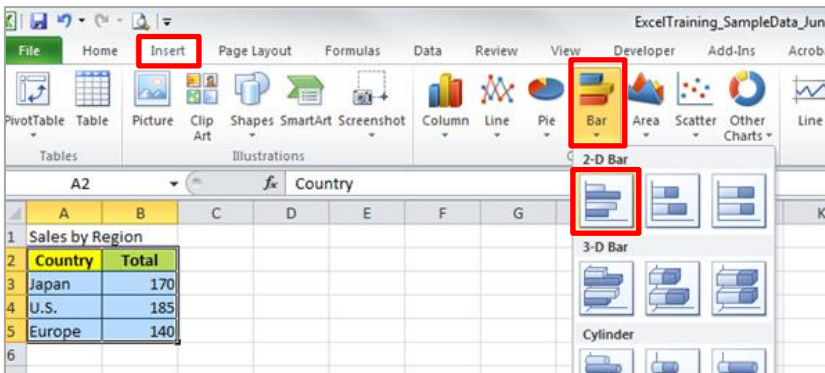 ExcelTraining_SampleData_Jun
File Home Insert Page Layout Formulas Data Review View Developer Add-Ins Acrob
PivotTable Table Picture Clip Art Shapes SmartArt Screenshot Column Line Pie Bar Area Scatter Other Charts Line
Tables Illustrations
2-D Bar
A2 fx Country
A B C D E F G K
1 Sales by Region
3-D Bar
2 Country Total
3 Japan 170
4 U.S. 185
5 Europe 140
Cylinder
6